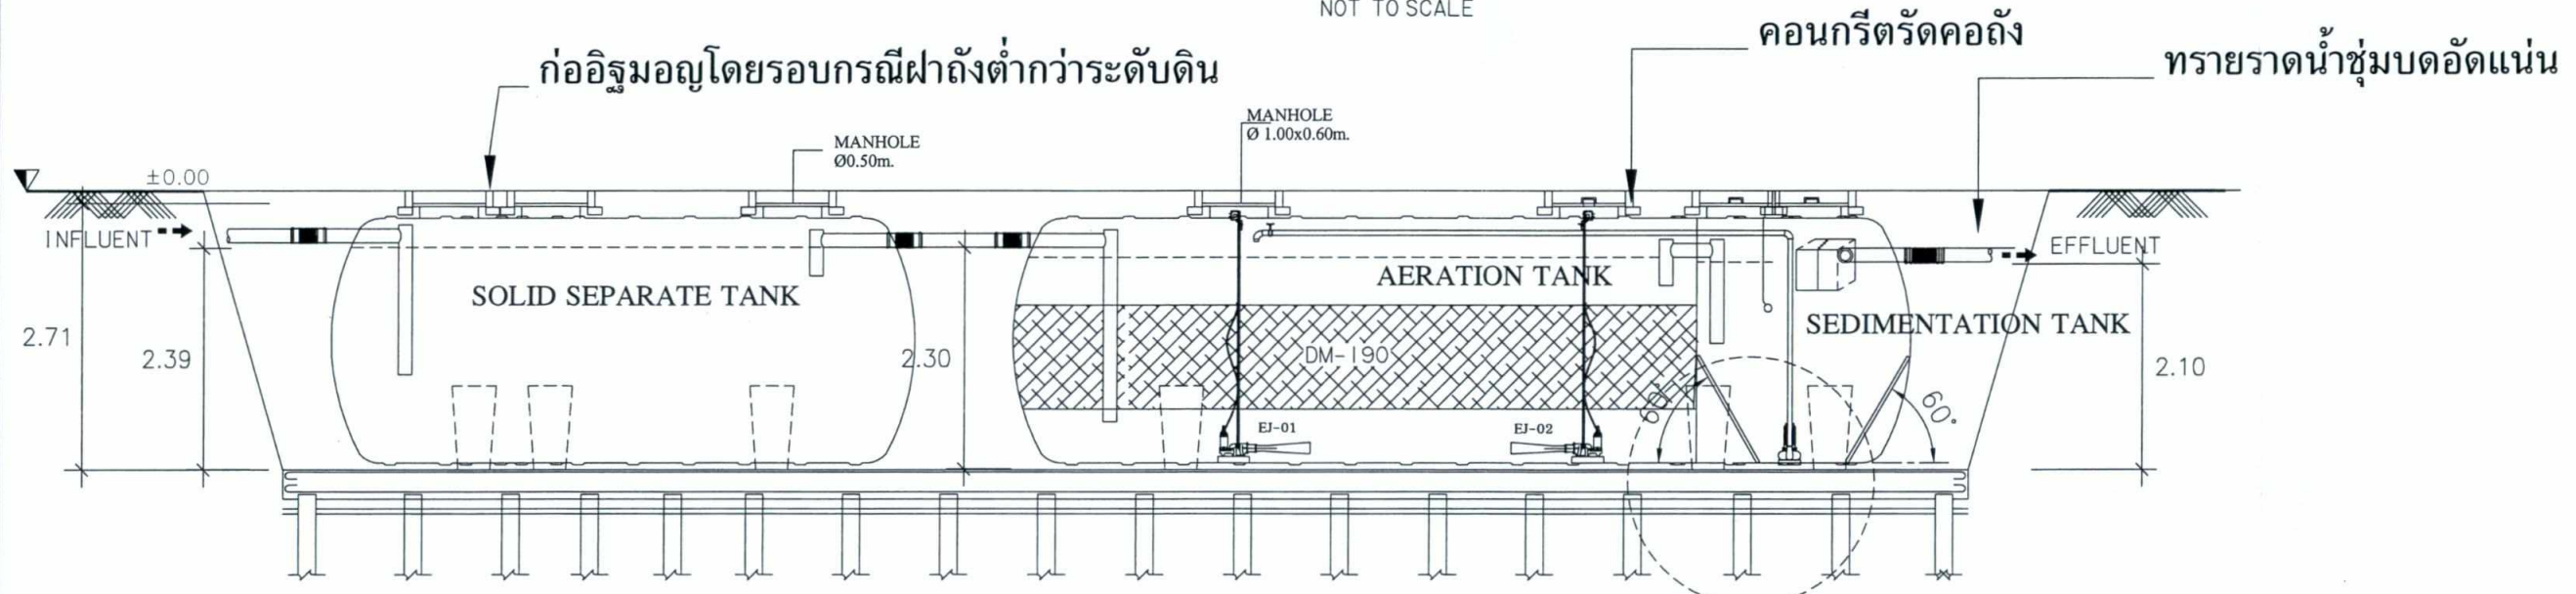 NOT TO SCALE
คอนกรีตรัดคอถัง
ก่ออิฐมอญโดยรอบกรณีฝาถังต่ำกว่าระดับดิน
ทรายราดน้ำชุ่มบดอัดแน่น
MANHOLE
Ø 1.00x0.60m.
MANHOLE
Ø0.50m.
±0.00
INFLUENT
EFFLUENT
AERATION TANK
SOLID SEPARATE TANK
SEDIMENTATION TANK
2.71
2.39
2.30
DM-190
2.10
60°
60°
EJ-01
EJ-02